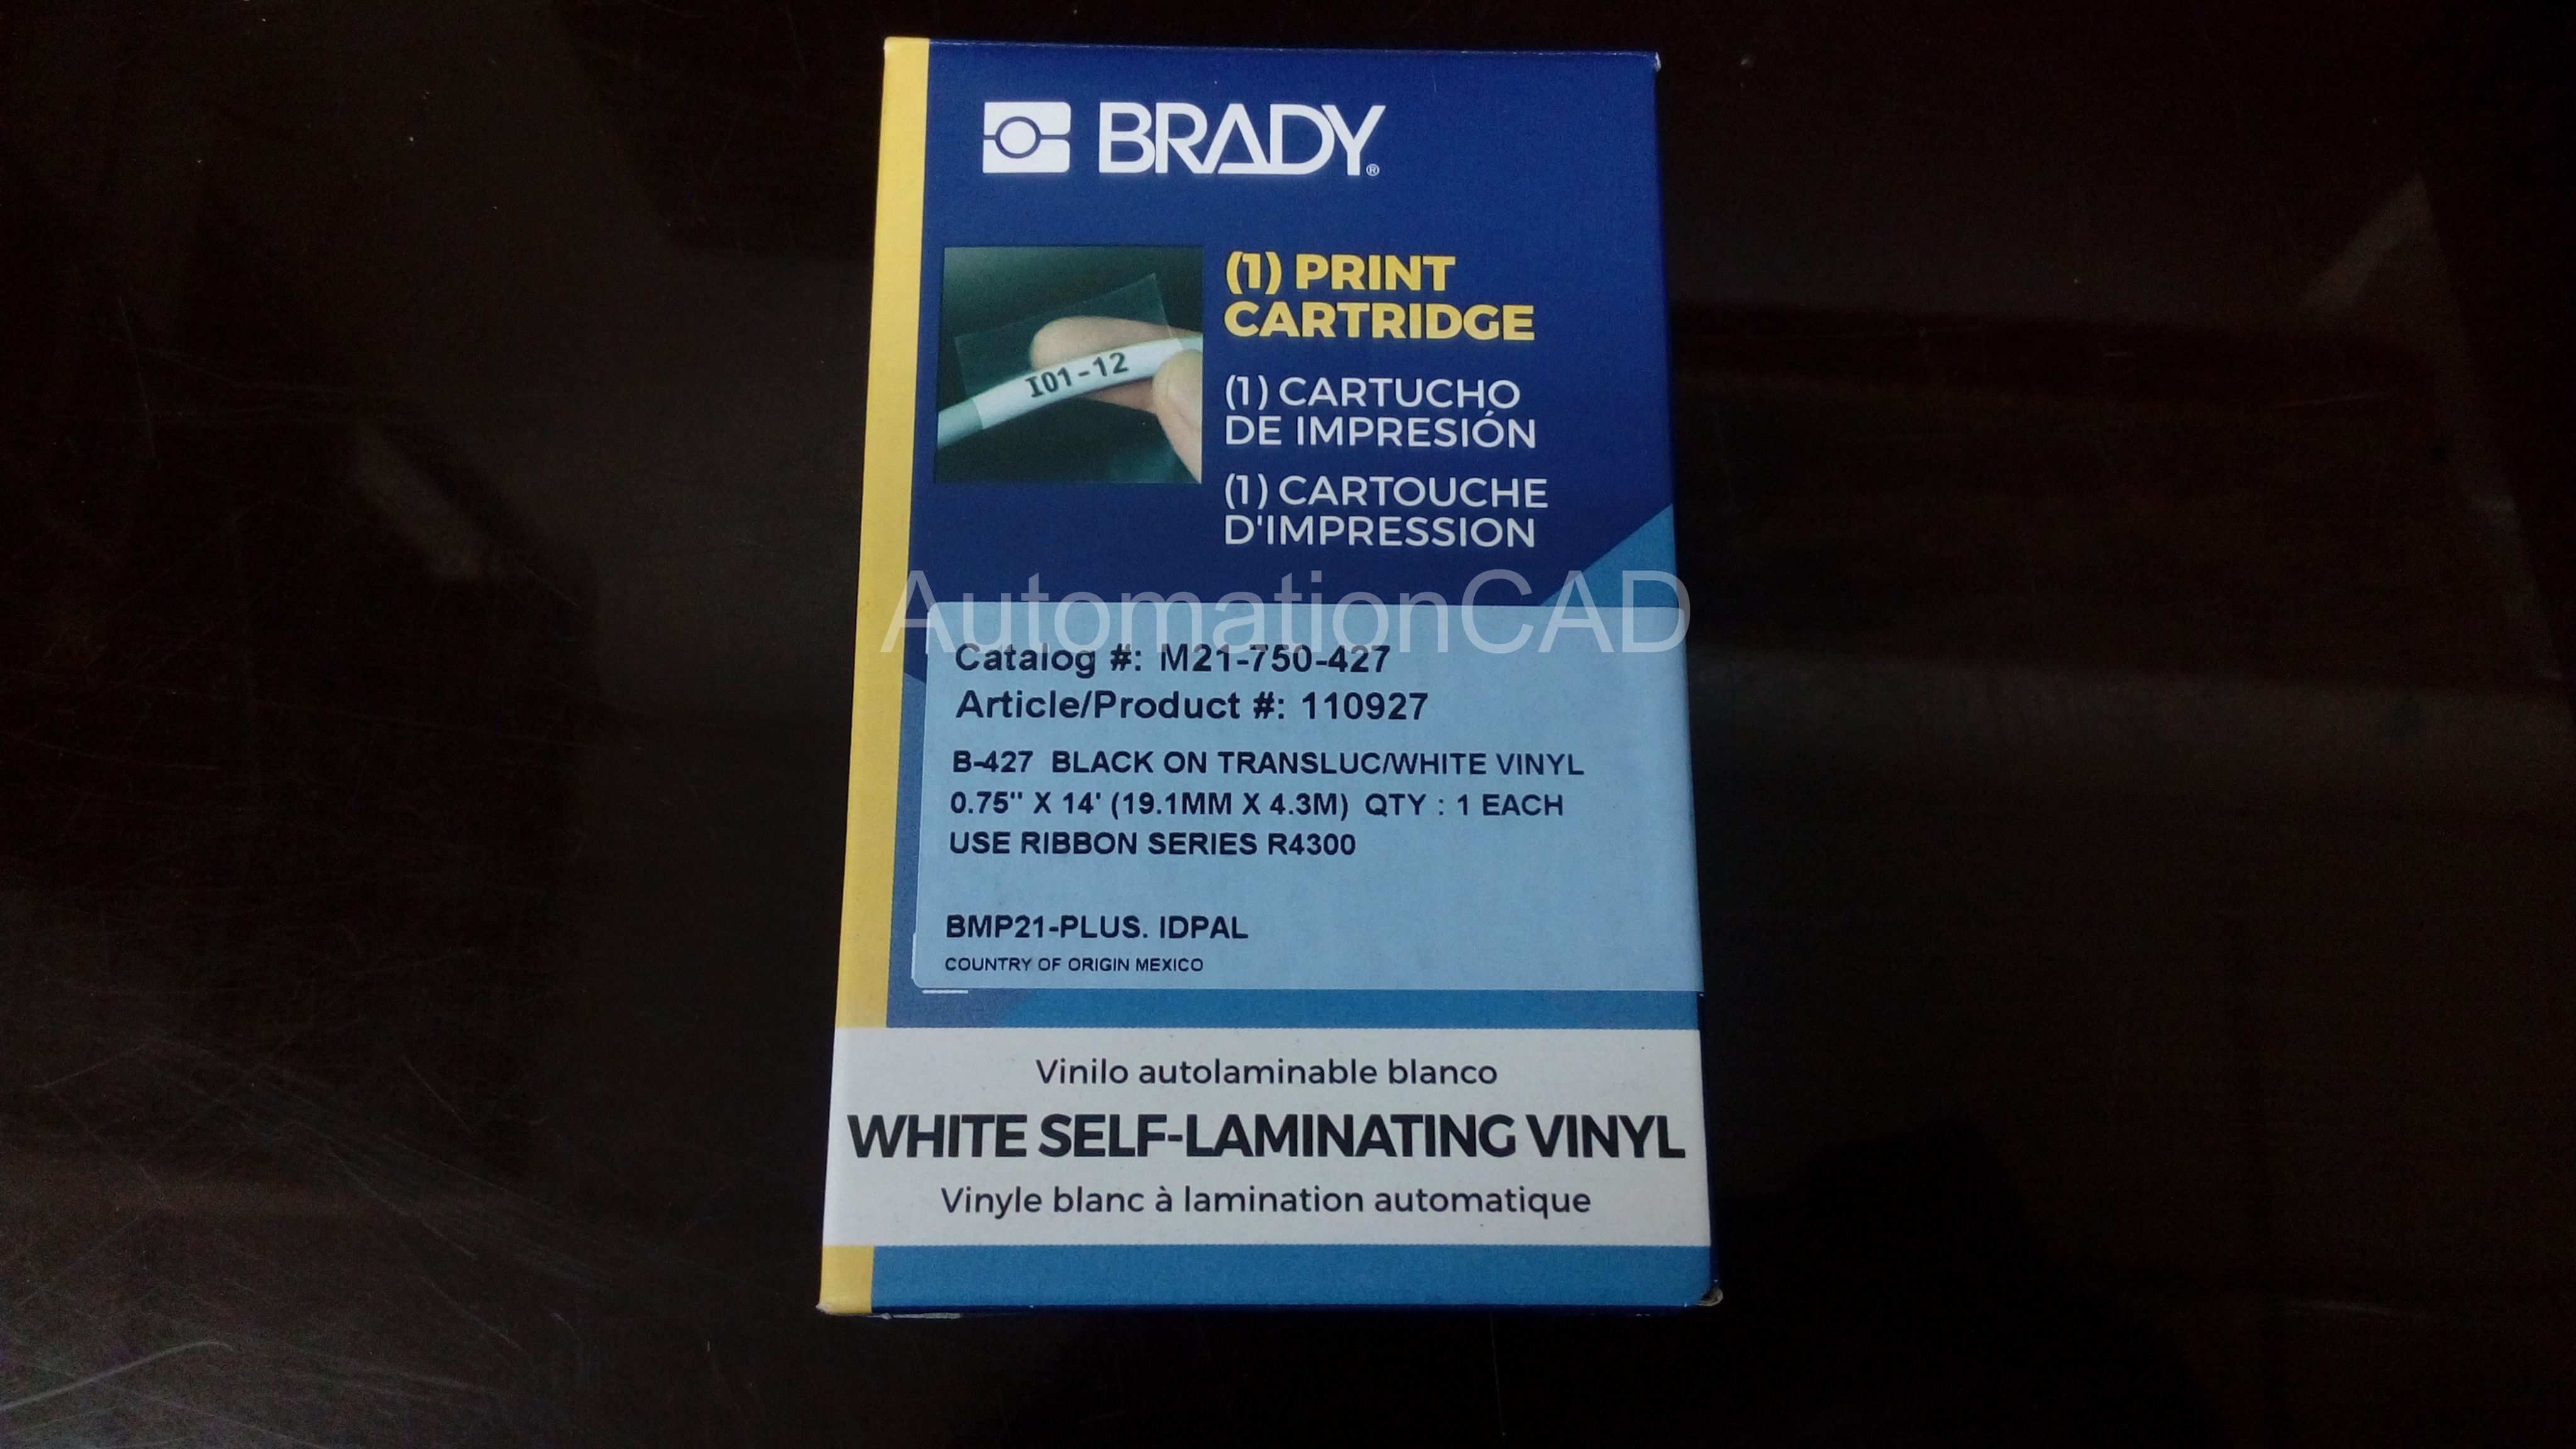 BRADY®
(1) PRINT
CARTRIDGE
I01-12
(1) CARTUCHO
DE IMPRESIÓN
(1) CARTOUCHE
D'IMPRESSION
AutomationCAD
Catalog #: M21-750-427
Article/Product #: 110927
B-427 BLACK ON TRANSLUC/WHITE VINYL
0.75" X 14' (19.1MM X 4.3M) QTY : 1 EACH
USE RIBBON SERIES R4300
BMP21-PLUS. IDPAL
COUNTRY OF ORIGIN MEXICO
Vinilo autolaminable blanco
WHITE SELF-LAMINATING VINYL
Vinyle blanc à lamination automatique